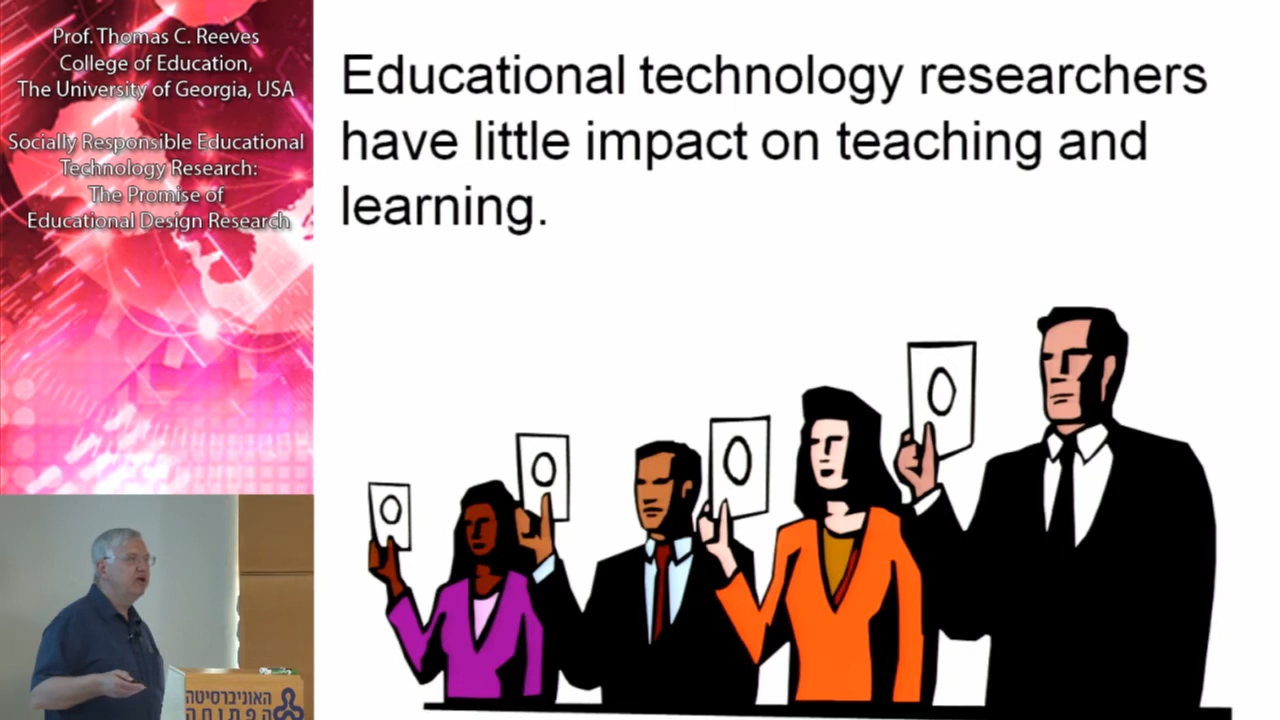 Prof. Thomas C. Reeves
College of Education,
The University of Georgia, USA
Socially Responsible Educational
Technology Research:
The Promise of
Educational Design Research
Educational technology researchers
have little impact on teaching and
learning.
0
0
0
0
האוניברסיטה
הפתוחה